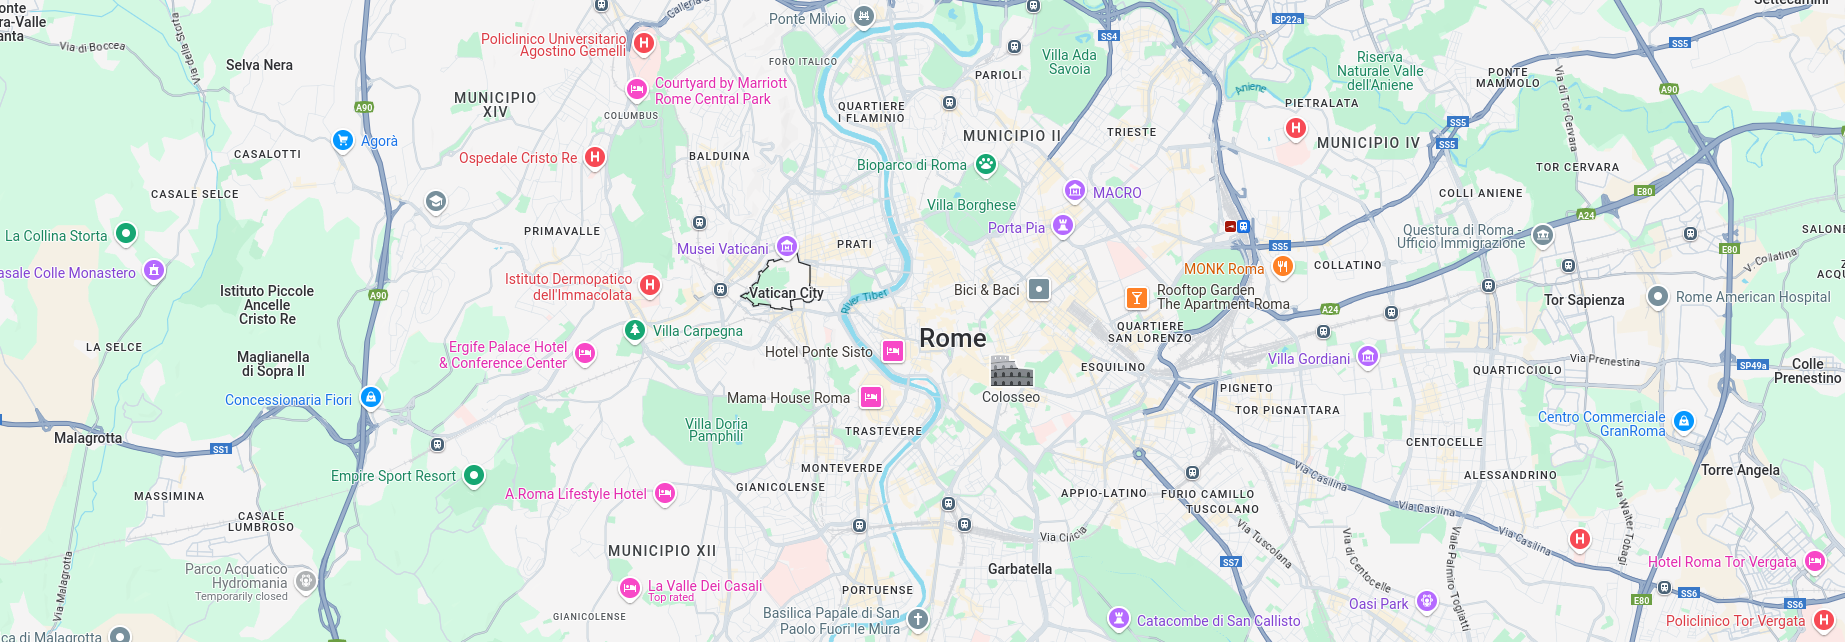 onte
ra-Valle
anta
Via di Boccea
Via della Storta
Selva Nera
Policlinico Universitario
Agostino Gemelli
Courtyard by Marriott
Rome Central Park
COLUMBUS
Ponte Milvio
FORO ITALICO
QUARTIERE
I FLAMINIO
PARIOLI
Villa Ada
Savoia
SS4
SP22a
Settecamini
SS5
Riserva
Naturale Valle
dell'Aniene
PONTE
MAMMOLO
Aniene
PIETRALATA
MUNICIPIO
XIV
A90
A90
Via di Tor Cervara
SS5
SS5
MUNICIPIO II
TRIESTE
MUNICIPIO IV
Agorà
CASALOTTI
Ospedale Cristo Re
BALDUINA
Bioparco di Roma
TOR CERVARA
CASALE SELCE
MACRO
COLLI ANIENE
E80
Villa Borghese
A24
La Collina Storta
PRIMAVALLE
Musei Vaticani
PRATI
Porta Pia
SS5
Questura di Roma -
Ufficio Immigrazione
SALONE
E80
V. Collatina
asale Colle Monastero
MONK Roma
COLLATINO
Istituto Piccole
Ancelle
Cristo Re
A90
Istituto Dermopatico
dell'Immacolata
Vatican City
River Tiber
Bici & Baci
Rooftop Garden
The Apartment Roma
A24
Tor Sapienza
Rome American Hospital
Villa Carpegna
Rome
QUARTIERE
SAN LORENZO
LA SELCE
Maglianella
di Sopra II
Ergife Palace Hotel
& Conference Center
Hotel Ponte Sisto
ESQUILINO
Villa Gordiani
Via Prenestina
QUARTICCIOLO
SP49a
Colle
Prenestino
Concessionaria Fiori
Mama House Roma
Colosseo
PIGNETO
TOR PIGNATTARA
Centro Commerciale
GranRoma
Malagrotta
SS1
Villa Doria
Pamphili
TRASTEVERE
CENTOCELLE
MONTEVERDE
Empire Sport Resort
GIANICOLENSE
Via Casilina
ALESSANDRINO
Torre Angela
MASSIMINA
A.Roma Lifestyle Hotel
APPIO-LATINO
FURIO CAMILLO
TUSCOLANO
Via Casilina
Via Walter Tobagi
CASALE
LUMBROSO
Via Cilicia
Via Tuscolana
Via Casilina
MUNICIPIO XII
Via Malagrotta
Parco Acquatico
Hydromania
Temporarily closed
La Valle Dei Casali
Top rated
PORTUENSE
Garbatella
SS7
Via di Centocelle
Viale Palmiro Togliatti
Hotel Roma Tor Vergata
SS6
SS6
E80
Oasi Park
GIANICOLENSE
Basilica Papale di San
Paolo Fuori le Mura
Catacombe di San Callisto
Policlinico Tor Vergata
ca di Malagrotta